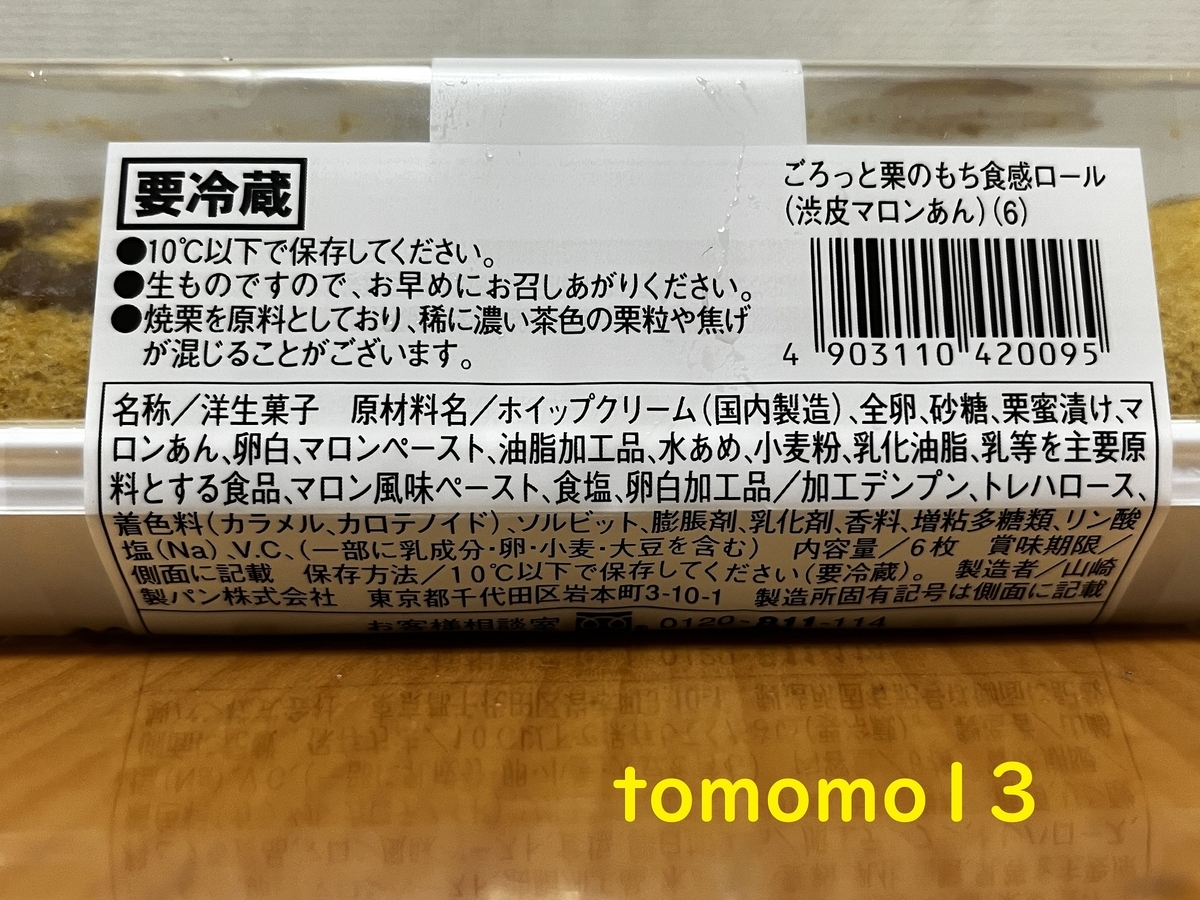 要冷蔵
●10℃以下で保存してください。
●生ものですので、お早めにお召しあがりください。
●焼栗を原料としており、稀に濃い茶色の栗粒や焦げ
が混じることがございます。
ごろっと栗のもち食感ロール
(渋皮マロンあん)(6)
4 903110 420095
名称／洋生菓子　原材料名／ホイップクリーム(国内製造)、全卵、砂糖、栗蜜漬け、マ
ロンあん、卵白、マロンペースト、油脂加工品、水あめ、小麦粉、乳化油脂、乳等を主要原
料とする食品、マロン風味ペースト、食塩、卵白加工品／加工デンプン、トレハロース、
着色料(カラメル、カロテノイド)、ソルビット、膨脹剤、乳化剤、香料、増粘多糖類、リン酸
塩(Na)、V.C、(一部に乳成分・卵・小麦・大豆を含む)　内容量／6枚　賞味期限／
側面に記載　保存方法／10℃以下で保存してください(要冷蔵)。　製造者／山崎
製パン株式会社　東京都千代田区岩本町3-10-1　製造所固有記号は側面に記載
お客様相談室 0120-811-114
tomomo13